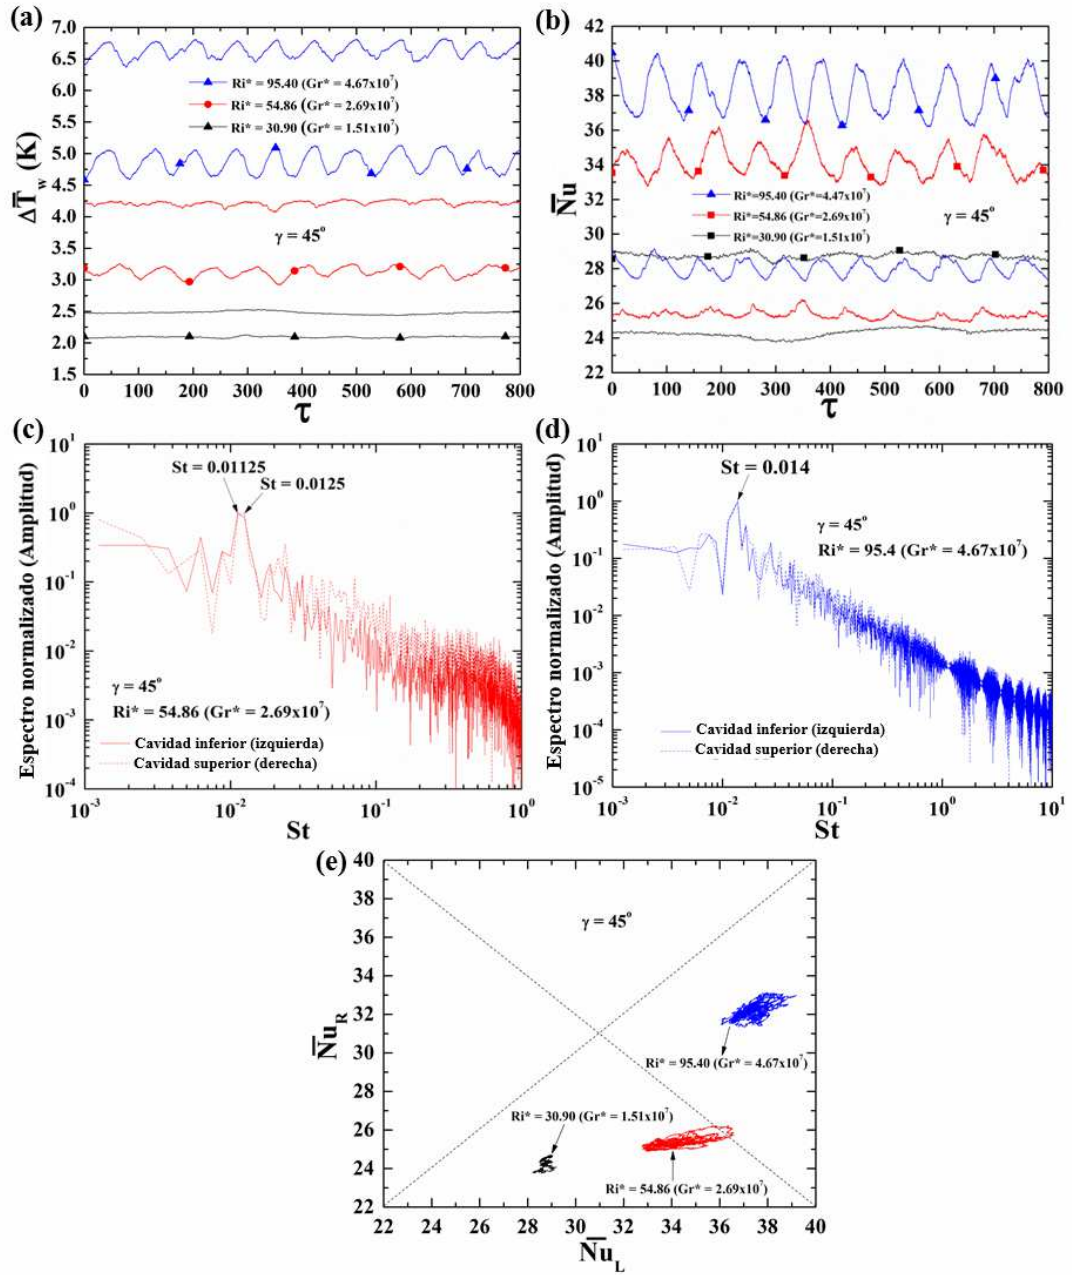 (a)
7.0
6.5
6.0
5.5
5.0
4.5
4.0
3.5
3.0
2.5
2.0
1.5
ΔT̅w (K)
Ri* = 95.40 (Gr* = 4.67x10⁷)
Ri* = 54.86 (Gr* = 2.69x10⁷)
Ri* = 30.90 (Gr* = 1.51x10⁷)
γ = 45°
0 100 200 300 400 500 600 700 800
τ
(b)
42
40
38
36
34
32
30
28
26
24
22
N̅u
Ri*=95.40 (Gr*=4.47x10⁷)
Ri*=54.86 (Gr*=2.69x10⁷)
Ri*=30.90 (Gr*=1.51x10⁷)
γ = 45°
0 100 200 300 400 500 600 700 800
τ
(c)
10¹
10⁰
10⁻¹
10⁻²
10⁻³
10⁻⁴
Espectro normalizado (Amplitud)
St = 0.01125
St = 0.0125
γ = 45°
Ri* = 54.86 (Gr* = 2.69x10⁷)
Cavidad inferior (izquierda)
Cavidad superior (derecha)
10⁻³ 10⁻² 10⁻¹ 10⁰
St
(d)
10¹
10⁰
10⁻¹
10⁻²
10⁻³
10⁻⁴
10⁻⁵
Espectro normalizado (Amplitud)
St = 0.014
γ = 45°
Ri* = 95.4 (Gr* = 4.67x10⁷)
Cavidad inferior (izquierda)
Cavidad superior (derecha)
10⁻³ 10⁻² 10⁻¹ 10⁰ 10¹
St
(e)
40
38
36
34
32
30
28
26
24
22
N̅uR
γ = 45°
Ri* = 95.40 (Gr* = 4.67x10⁷)
Ri* = 30.90 (Gr* = 1.51x10⁷)
Ri* = 54.86 (Gr* = 2.69x10⁷)
22 24 26 28 30 32 34 36 38 40
N̅uL